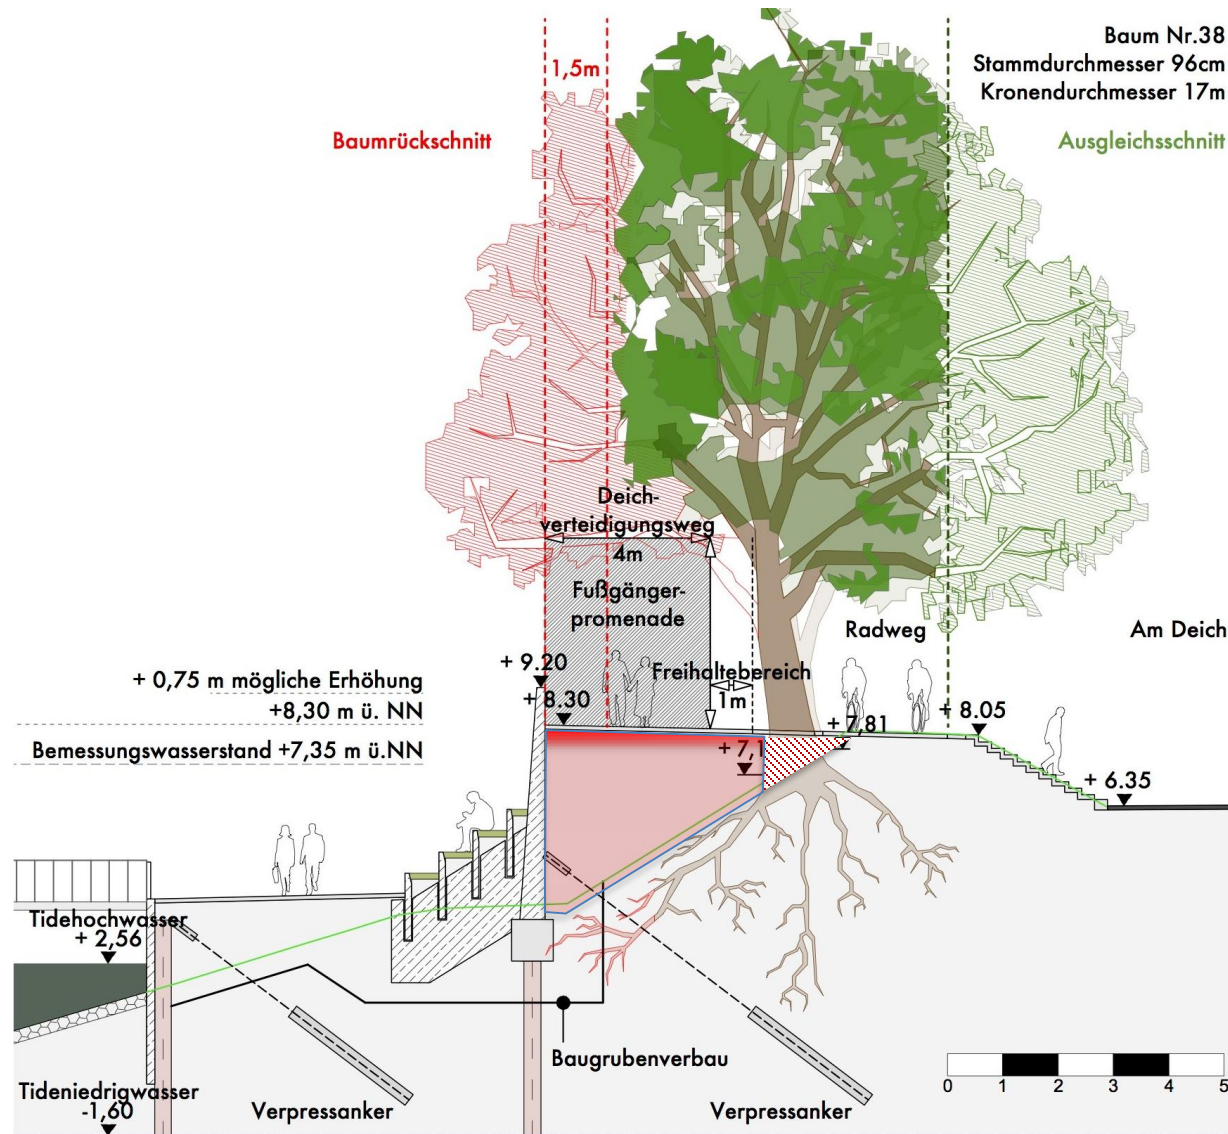 Baum Nr.38
Stammdurchmesser 96cm
Kronendurchmesser 17m
1,5m
Baumrückschnitt
Ausgleichsschnitt
Deich-
verteidigungsweg
4m
Fußgänger-
promenade
Radweg
Am Deich
+ 9.20
Freihaltebereich
1m
+ 0,75 m mögliche Erhöhung
+8,30 m ü. NN
+ 8.30
+ 7,81
+ 8.05
Bemessungswasserstand +7,35 m ü.NN
+ 7,1
+ 6.35
Tidehochwasser
+ 2,56
Baugrubenverbau
Tideniedrigwasser
-1,60
Verpressanker
Verpressanker
0 1 2 3 4 5